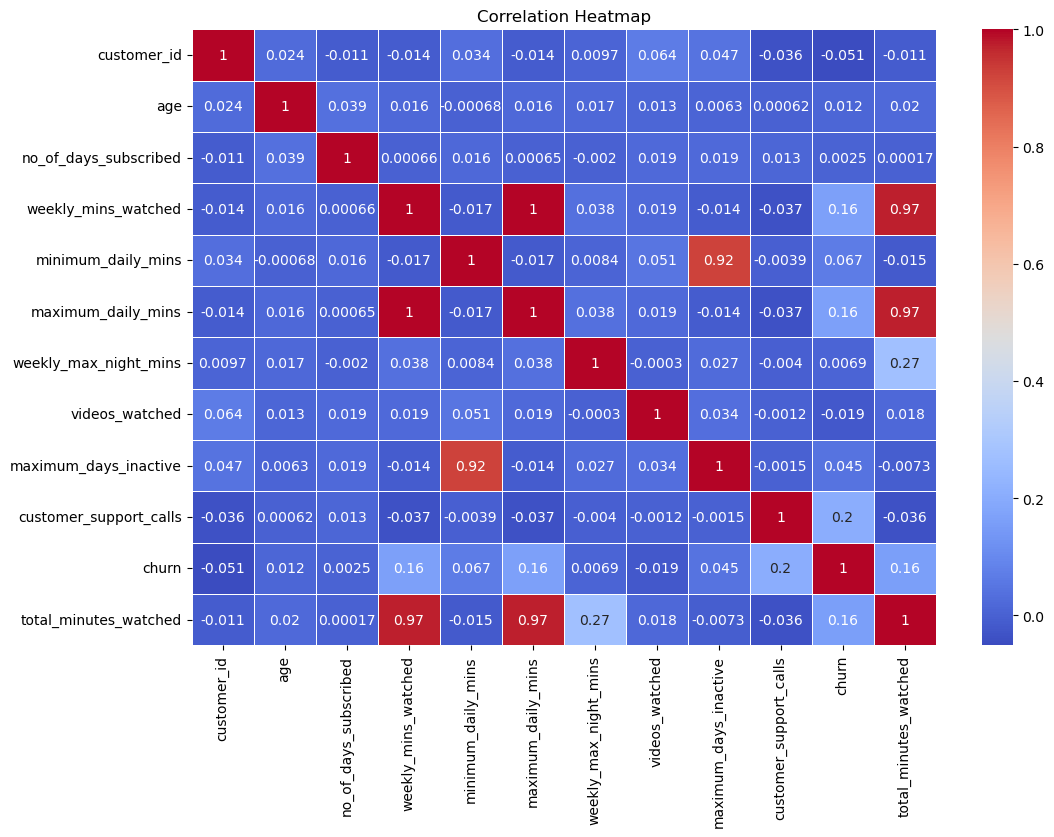 Correlation Heatmap
customer_id 1 0.024 -0.011 -0.014 0.034 -0.014 0.0097 0.064 0.047 -0.036 -0.051 -0.011
age 0.024 1 0.039 0.016 -0.00068 0.016 0.017 0.013 0.0063 0.00062 0.012 0.02
no_of_days_subscribed -0.011 0.039 1 0.00066 0.016 0.00065 -0.002 0.019 0.019 0.013 0.0025 0.00017
weekly_mins_watched -0.014 0.016 0.00066 1 -0.017 1 0.038 0.019 -0.014 -0.037 0.16 0.97
minimum_daily_mins 0.034 -0.00068 0.016 -0.017 1 -0.017 0.0084 0.051 0.92 -0.0039 0.067 -0.015
maximum_daily_mins -0.014 0.016 0.00065 1 -0.017 1 0.038 0.019 -0.014 -0.037 0.16 0.97
weekly_max_night_mins 0.0097 0.017 -0.002 0.038 0.0084 0.038 1 -0.0003 0.027 -0.004 0.0069 0.27
videos_watched 0.064 0.013 0.019 0.019 0.051 0.019 -0.0003 1 0.034 -0.0012 -0.019 0.018
maximum_days_inactive 0.047 0.0063 0.019 -0.014 0.92 -0.014 0.027 0.034 1 -0.0015 0.045 -0.0073
customer_support_calls -0.036 0.00062 0.013 -0.037 -0.0039 -0.037 -0.004 -0.0012 -0.0015 1 0.2 -0.036
churn -0.051 0.012 0.0025 0.16 0.067 0.16 0.0069 -0.019 0.045 0.2 1 0.16
total_minutes_watched -0.011 0.02 0.00017 0.97 -0.015 0.97 0.27 0.018 -0.0073 -0.036 0.16 1
customer_id
age
no_of_days_subscribed
weekly_mins_watched
minimum_daily_mins
maximum_daily_mins
weekly_max_night_mins
videos_watched
maximum_days_inactive
customer_support_calls
churn
total_minutes_watched
1.0
0.8
0.6
0.4
0.2
0.0